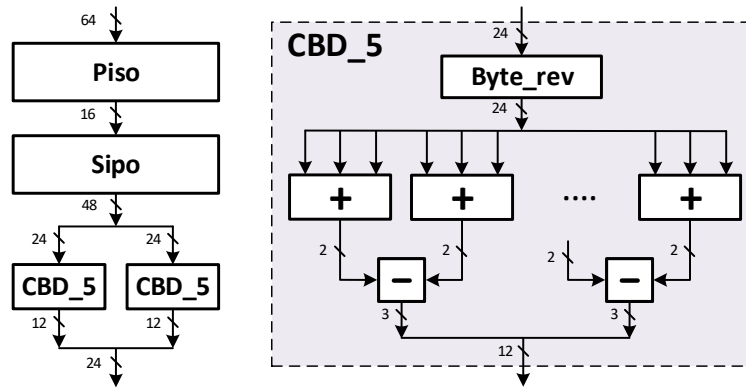 64
Piso
16
Sipo
48
24 24
CBD_5 CBD_5
12 12
24
CBD_5
24
Byte_rev
24
+ + .... +
2 2 2 2
− −
3 3
12